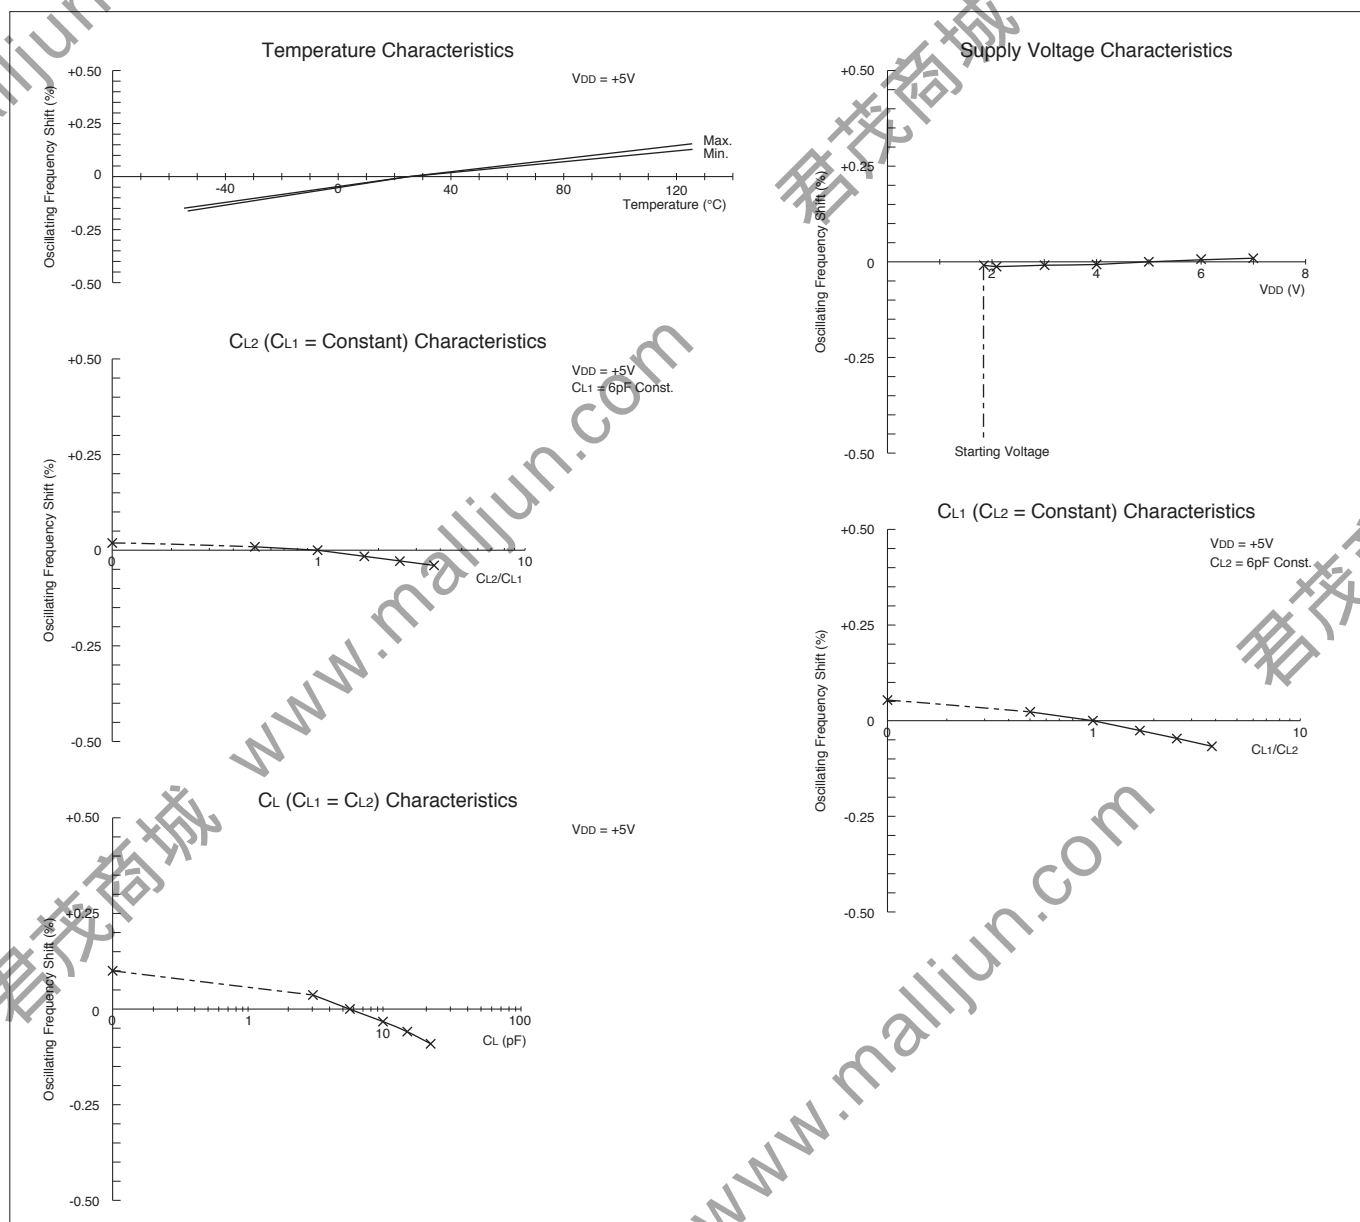 Temperature Characteristics
VDD = +5V
Oscillating Frequency Shift (%)
+0.50
+0.25
0
-0.25
-0.50
-40
0
40
80
120
Temperature (°C)
Max.
Min.
Supply Voltage Characteristics
Oscillating Frequency Shift (%)
+0.50
+0.25
0
-0.25
-0.50
2
4
6
8
VDD (V)
Starting Voltage
CL2 (CL1 = Constant) Characteristics
VDD = +5V
CL1 = 6pF Const.
Oscillating Frequency Shift (%)
+0.50
+0.25
0
-0.25
-0.50
0
1
10
CL2/CL1
CL1 (CL2 = Constant) Characteristics
VDD = +5V
CL2 = 6pF Const.
Oscillating Frequency Shift (%)
+0.50
+0.25
0
-0.25
-0.50
0
1
10
CL1/CL2
CL (CL1 = CL2) Characteristics
VDD = +5V
Oscillating Frequency Shift (%)
+0.50
+0.25
0
-0.25
-0.50
0
1
10
100
CL (pF)
君茂商城 www.mallijun.com
君茂商城
www.mallijun.com
君茂